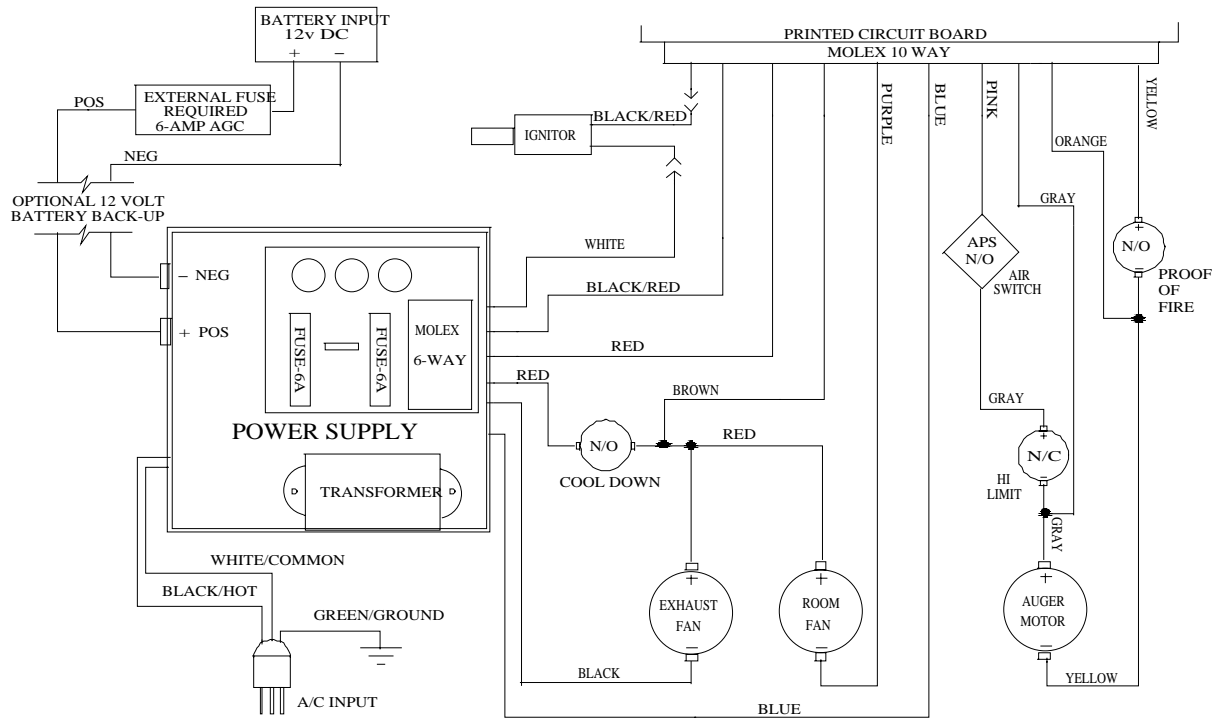 BATTERY INPUT
12v DC
+ −
PRINTED CIRCUIT BOARD
MOLEX 10 WAY
POS
EXTERNAL FUSE
REQUIRED
6-AMP AGC
NEG
OPTIONAL 12 VOLT
BATTERY BACK-UP
IGNITOR
BLACK/RED
WHITE
BLACK/RED
RED
PURPLE
BLUE
PINK
ORANGE
YELLOW
GRAY
APS
N/O
AIR
SWITCH
+
N/O
−
PROOF
OF
FIRE
− NEG
+ POS
FUSE-6A
FUSE-6A
MOLEX
6-WAY
POWER SUPPLY
TRANSFORMER
RED
BROWN
RED
N/O
COOL DOWN
GRAY
+
N/C
−
HI
LIMIT
GRAY
WHITE/COMMON
BLACK/HOT
GREEN/GROUND
A/C INPUT
+
EXHAUST
FAN
−
+
ROOM
FAN
−
+
AUGER
MOTOR
−
BLACK
YELLOW
BLUE